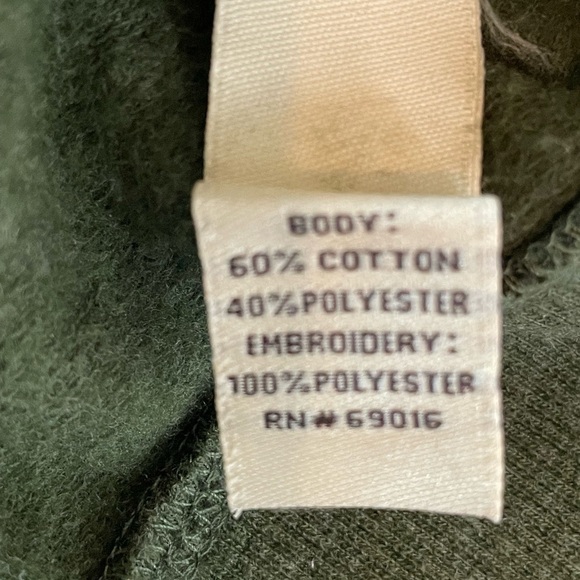 BODY:
60% COTTON
40%POLYESTER
EMBROIDERY:
100%POLYESTER
RN# 69016